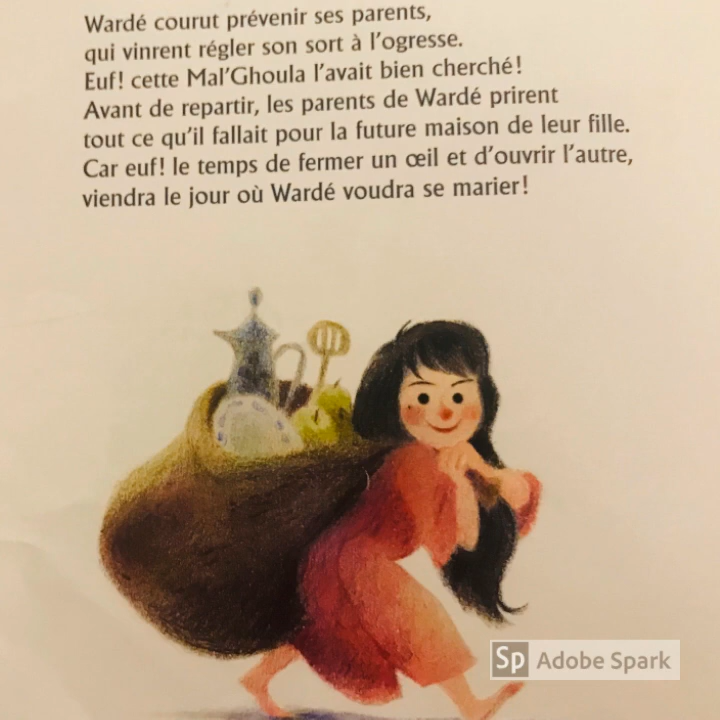 Wardé courut prévenir ses parents,
qui vinrent régler son sort à l'ogresse.
Euf! cette Mal'Ghoula l'avait bien cherché!
Avant de repartir, les parents de Wardé prirent
tout ce qu'il fallait pour la future maison de leur fille.
Car euf! le temps de fermer un œil et d'ouvrir l'autre,
viendra le jour où Wardé voudra se marier!
Sp Adobe Spark